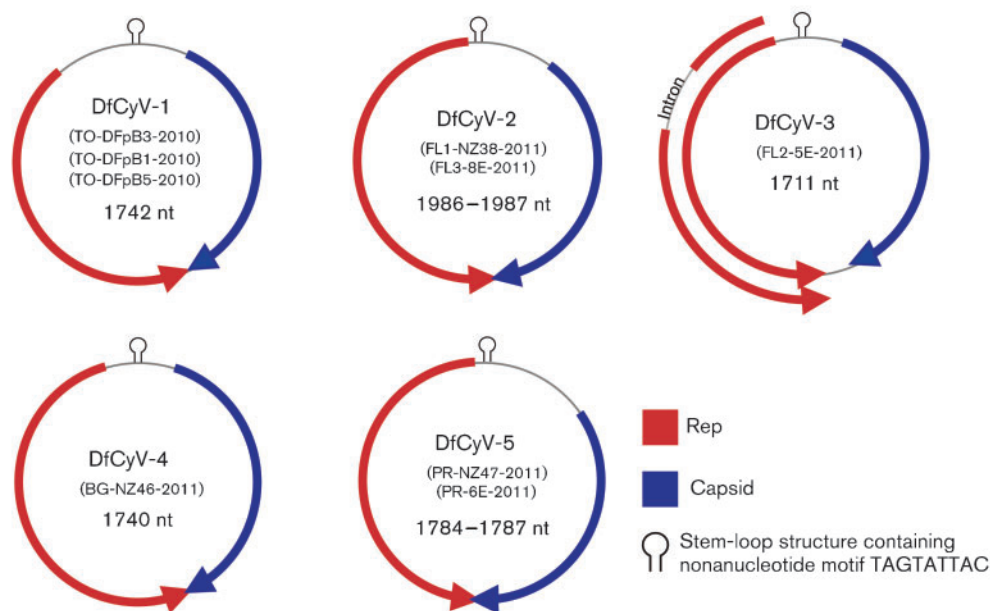 DfCyV-1
(TO-DFpB3-2010)
(TO-DFpB1-2010)
(TO-DFpB5-2010)
1742 nt
DfCyV-2
(FL1-NZ38-2011)
(FL3-8E-2011)
1986–1987 nt
Intron
DfCyV-3
(FL2-5E-2011)
1711 nt
DfCyV-4
(BG-NZ46-2011)
1740 nt
DfCyV-5
(PR-NZ47-2011)
(PR-6E-2011)
1784–1787 nt
Rep
Capsid
Stem-loop structure containing
nonanucleotide motif TAGTATTAC